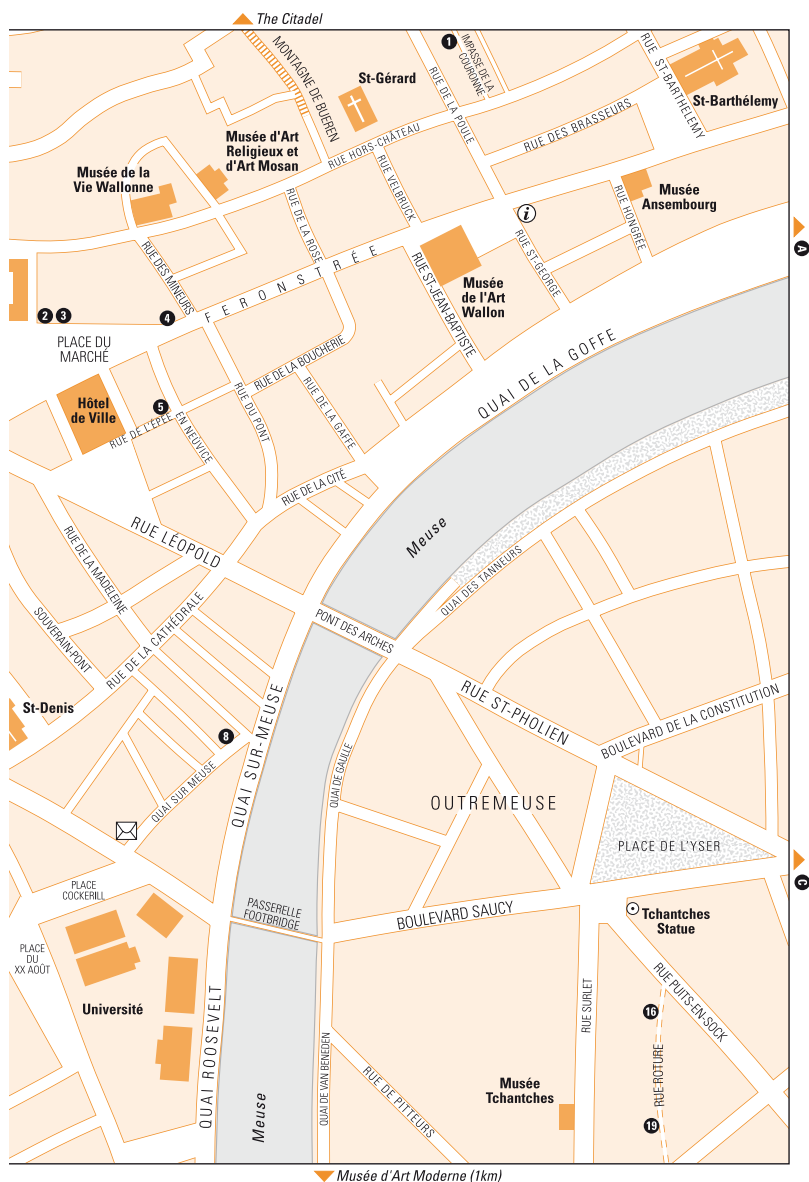 The Citadel
1
IMPASSE DE LA
COURONNE
MONTAGNE DE BUEREN
St-Gérard
RUE DE LA POULE
RUE ST-BARTHELEMY
St-Barthélemy
Musée d'Art
Religieux et
d'Art Mosan
RUE HORS-CHÂTEAU
RUE DES BRASSEURS
Musée de la
Vie Wallonne
RUE VELBRUCK
Musée
Ansembourg
RUE DE LA ROSE
i
RUE HONGRÉE
A
RUE DES MINEURS
FERONSTRÉE
RUE ST-JEAN-BAPTISTE
RUE ST-GEORGE
Musée
de l'Art
Wallon
2 3
4
PLACE DU
MARCHÉ
RUE DE LA BOUCHERIE
QUAI DE LA GOFFE
Hôtel
de Ville
5
RUE DE L'ÉPÉE
EN NEUVICE
RUE DU PONT
RUE DE LA GAFFE
RUE DE LA CITÉ
RUE LÉOPOLD
Meuse
RUE DE LA MADELEINE
QUAI DES TANNEURS
SOUVERAIN-PONT
RUE DE LA CATHÉDRALE
PONT DES ARCHES
RUE ST-PHOLIEN
St-Denis
8
QUAI SUR-MEUSE
BOULEVARD DE LA CONSTITUTION
QUAI SUR MEUSE
QUAI DE GAULLE
OUTREMEUSE
PLACE DE L'YSER
C
PLACE
COCKERILL
PASSERELLE
FOOTBRIDGE
BOULEVARD SAUCY
Tchantches
Statue
PLACE
DU
XX AOÛT
Université
QUAI ROOSEVELT
RUE SURLET
RUE PUITS-EN-SOCK
16
RUE ROTURE
QUAI DE VAN BENEDEN
RUE DE PITTEURS
Musée
Tchantches
Meuse
19
Musée d'Art Moderne (1km)